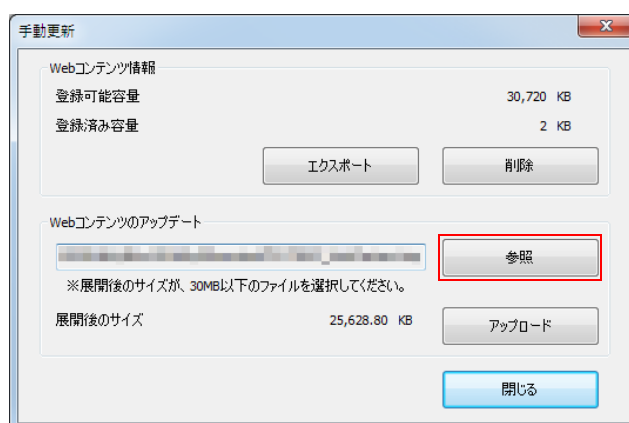 手動更新
Webコンテンツ情報
登録可能容量 30,720 KB
登録済み容量 2 KB
エクスポート 削除
Webコンテンツのアップデート
参照
※展開後のサイズが、30MB以下のファイルを選択してください。
展開後のサイズ 25,628.80 KB
アップロード
閉じる